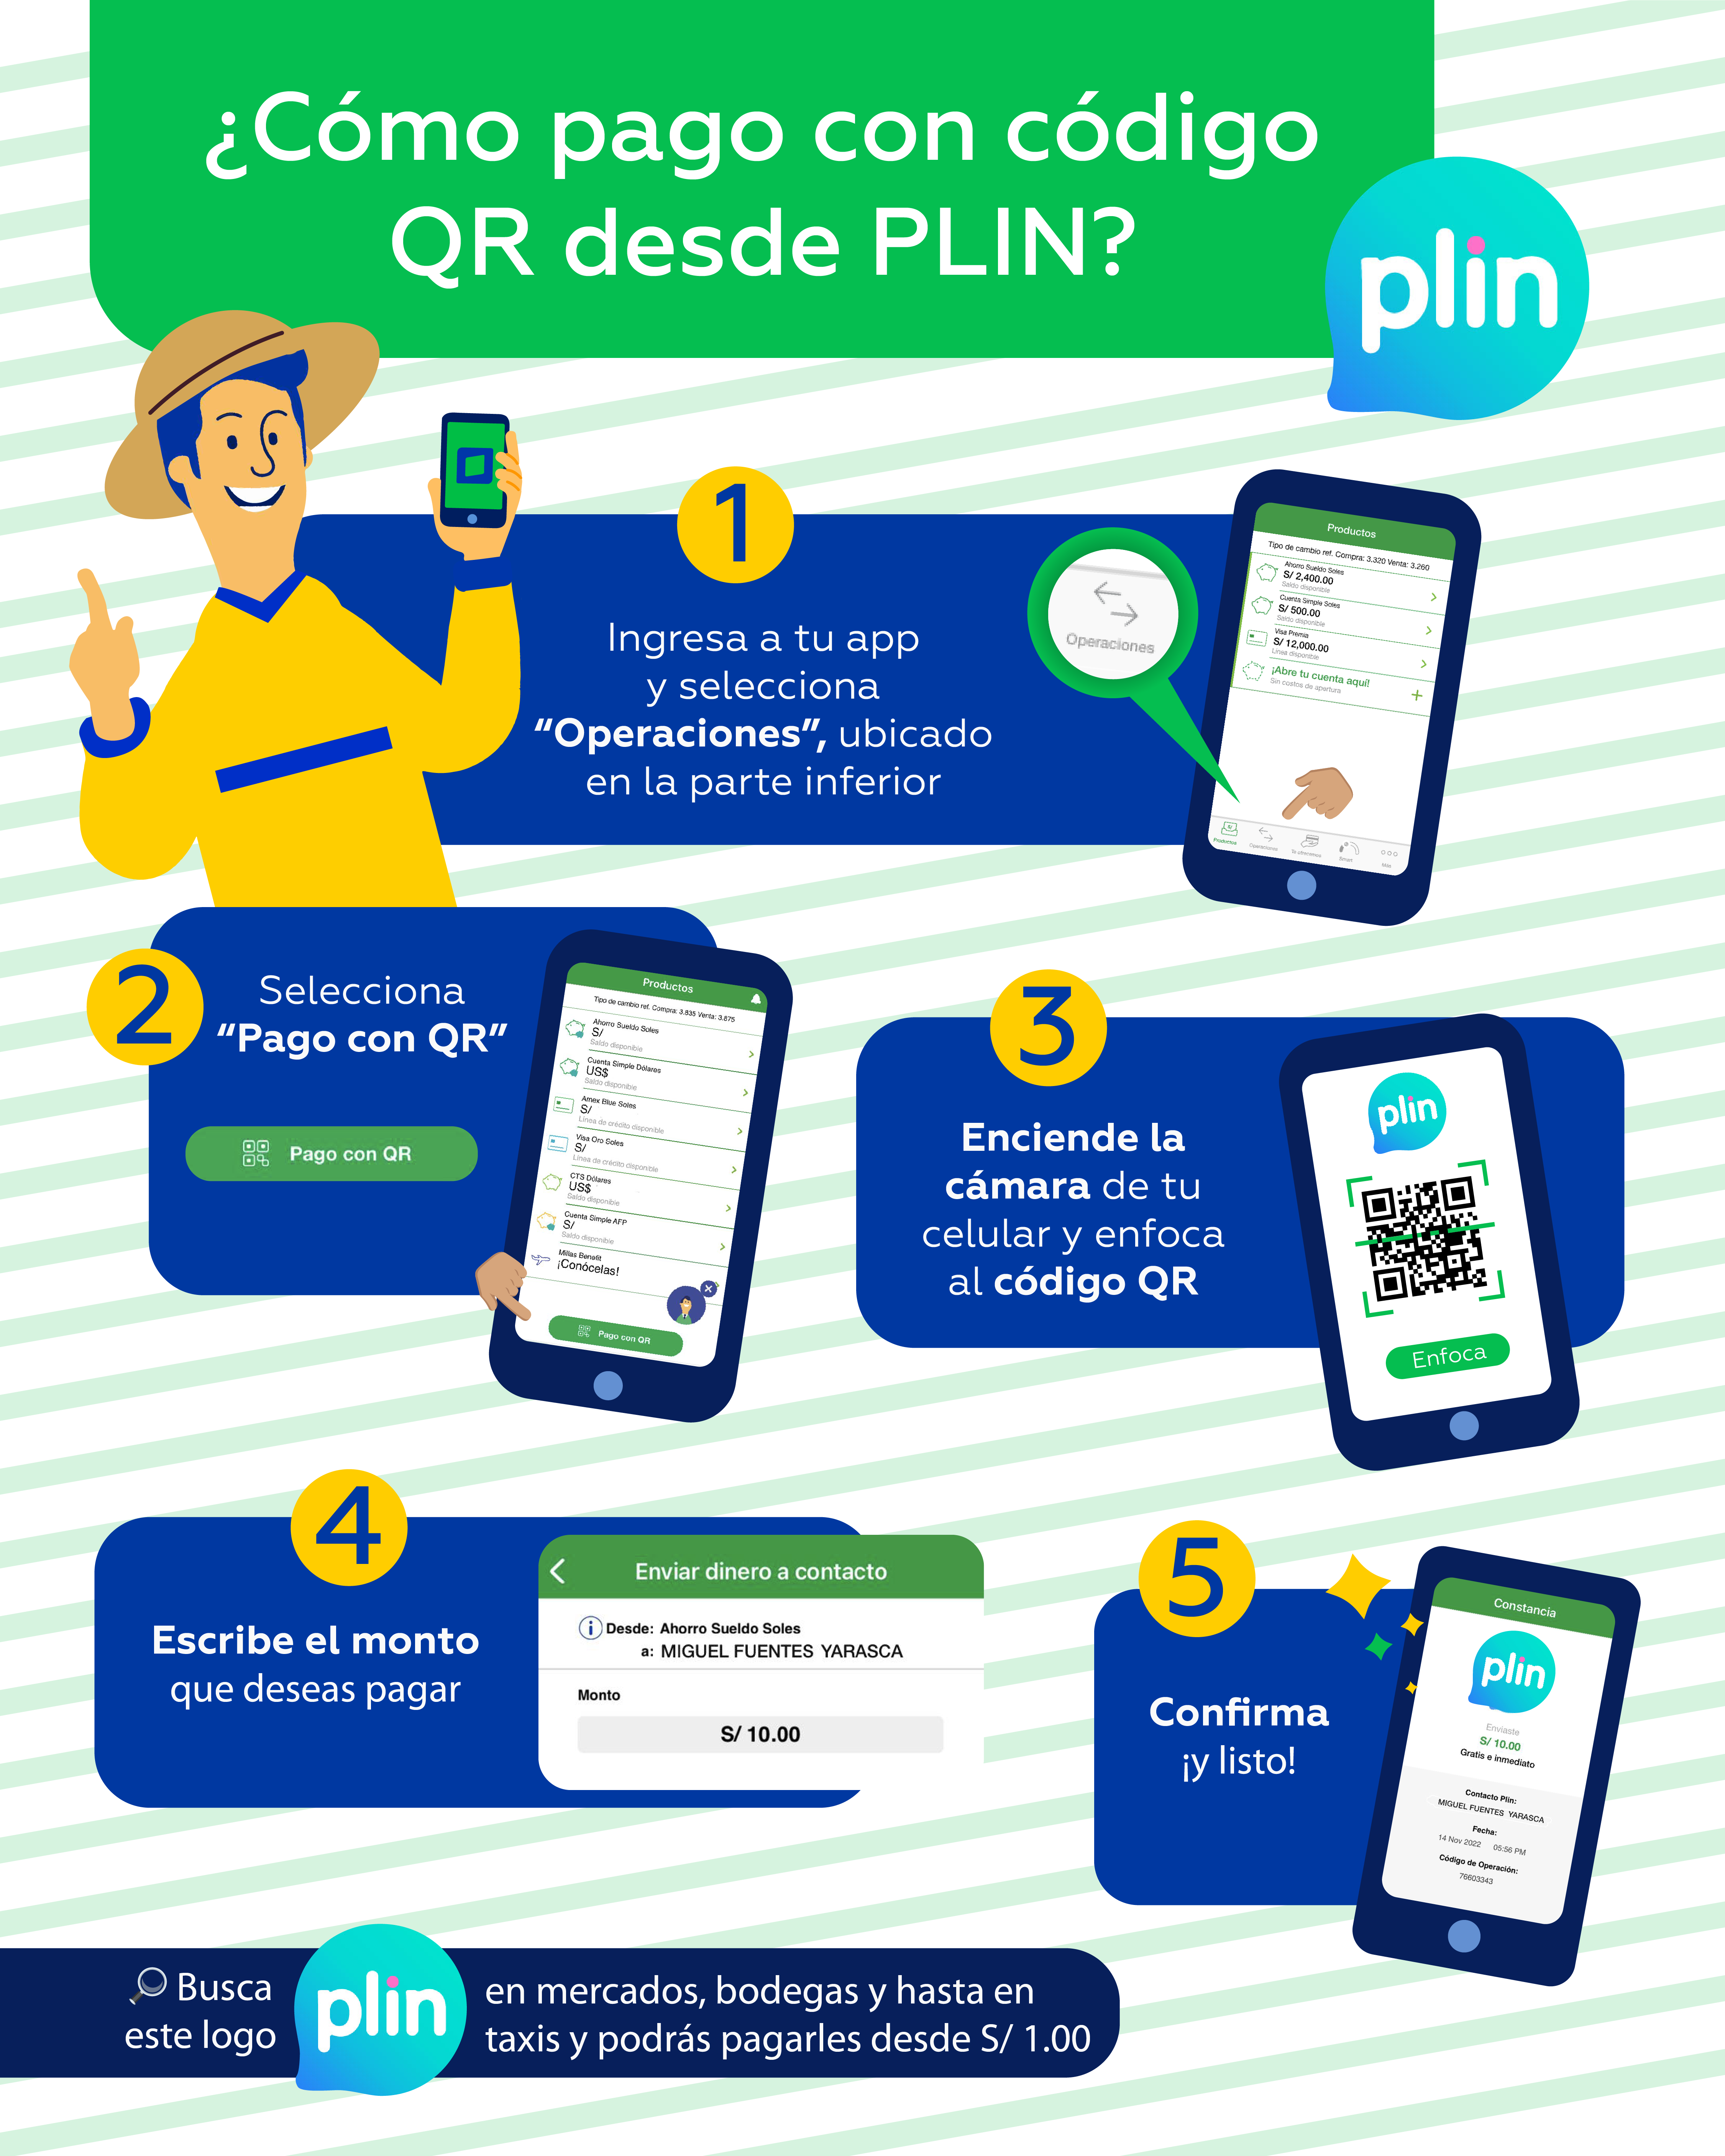 ¿Cómo pago con código
QR desde PLIN?
plin
1
Ingresa a tu app
y selecciona
“Operaciones”, ubicado
en la parte inferior
Operaciones
Productos
Tipo de cambio ref. Compra: 3.320 Venta: 3.260
Ahorro Sueldo Soles
S/ 2,400.00
Saldo disponible
Cuenta Simple Soles
S/ 500.00
Saldo disponible
Visa Premia
S/ 12,000.00
Línea disponible
¡Abre tu cuenta aquí!
Sin costos de apertura
Productos
Operaciones
Te ofrecemos
Smart
Más
2
Selecciona
“Pago con QR”
Pago con QR
Productos
Tipo de cambio ref. Compra: 3.835 Venta: 3.875
Ahorro Sueldo Soles
S/
Saldo disponible
Cuenta Simple Dólares
US$
Saldo disponible
Amex Blue Soles
S/
Línea de crédito disponible
Visa Oro Soles
S/
Línea de crécito disponible
CTS Dólares
US$
Saldo disponible
Cuenta Simple AFP
S/
Saldo disponible
Millas Benefit
¡Conócelas!
Pago con QR
3
Enciende la
cámara de tu
celular y enfoca
al código QR
plin
Enfoca
4
Escribe el monto
que deseas pagar
Enviar dinero a contacto
Desde: Ahorro Sueldo Soles
a: MIGUEL FUENTES YARASCA
Monto
S/ 10.00
5
Confirma
¡y listo!
Constancia
plin
Enviaste
S/ 10.00
Gratis e inmediato
Contacto Plin:
MIGUEL FUENTES YARASCA
Fecha:
14 Nov 2022 05:56 PM
Código de Operación:
76603343
Busca
este logo
plin
en mercados, bodegas y hasta en
taxis y podrás pagarles desde S/ 1.00